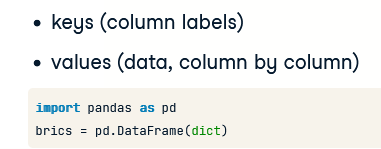 • keys (column labels)
• values (data, column by column)
import pandas as pd
brics = pd.DataFrame(dict)